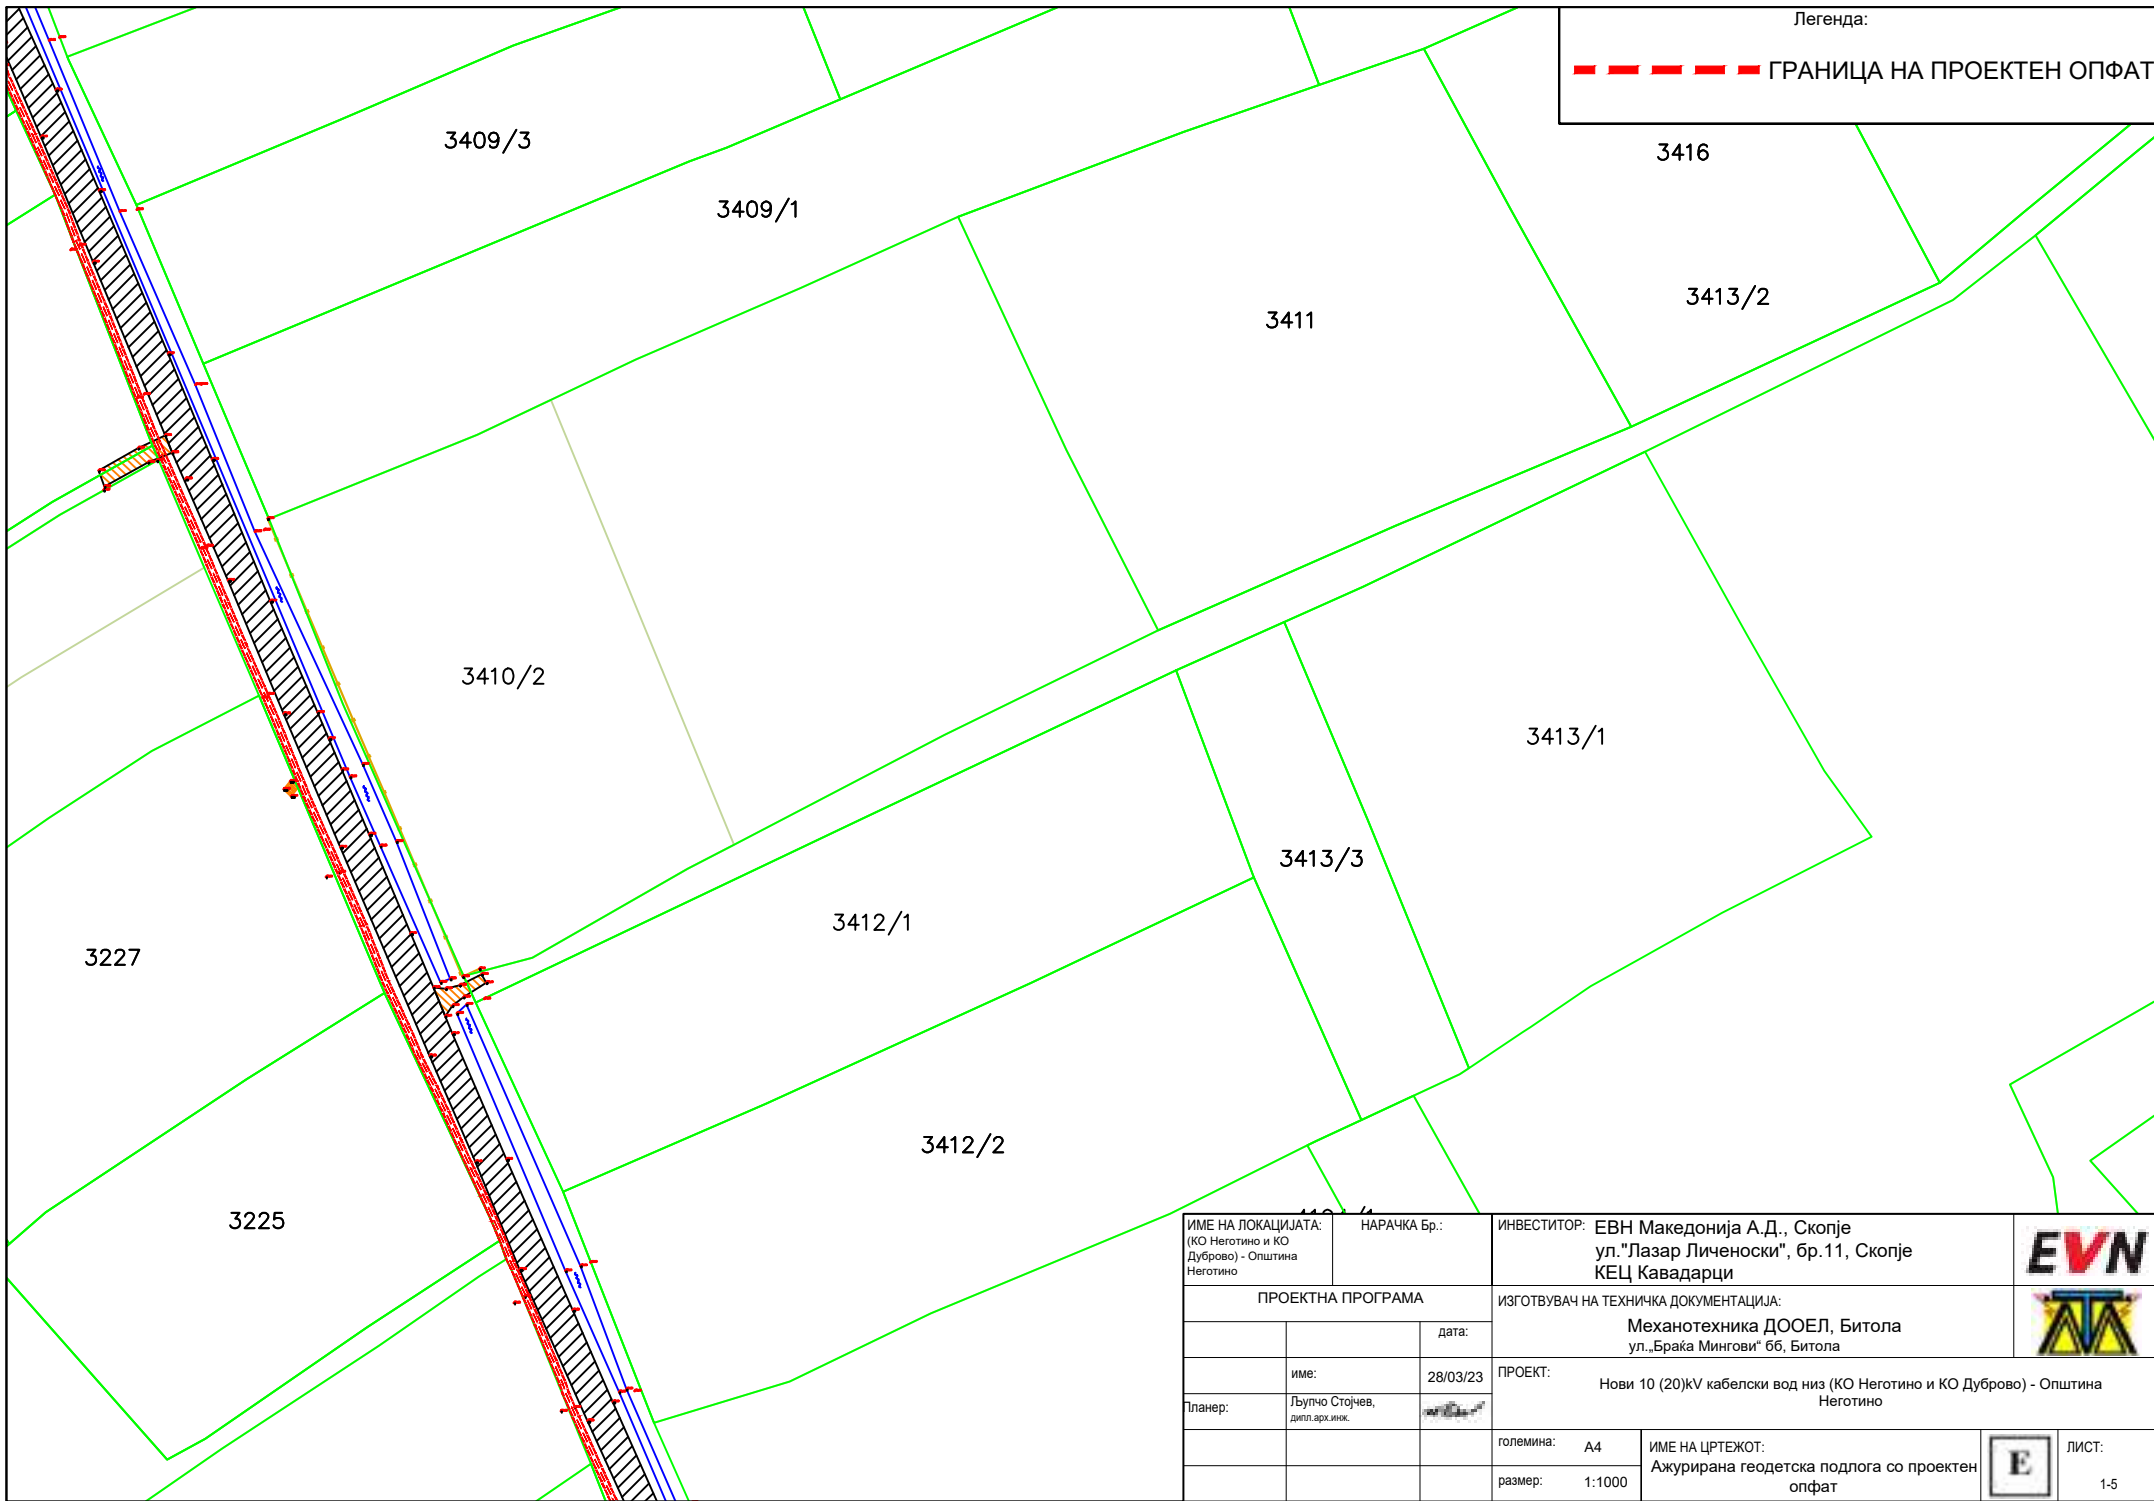 Легенда:
ГРАНИЦА НА ПРОЕКТЕН ОПФАТ
3409/3
3416
3409/1
3413/2
3411
3410/2
3413/1
3413/3
3412/1
3227
3412/2
3225
ИМЕ НА ЛОКАЦИЈАТА:
(КО Неготино и КО
Дуброво) - Општина
Неготино
НАРАЧКА Бр.:
ИНВЕСТИТОР: ЕВН Македонија А.Д., Скопје
ул."Лазар Личеноски", бр.11, Скопје
КЕЦ Кавадарци
EVN
ПРОЕКТНА ПРОГРАМА
ИЗГОТВУВАЧ НА ТЕХНИЧКА ДОКУМЕНТАЦИЈА:
Механотехника ДООЕЛ, Битола
ул.„Браќа Мингови“ бб, Битола
дата:
име:
28/03/23
ПРОЕКТ:
Нови 10 (20)kV кабелски вод низ (КО Неготино и КО Дуброво) - Општина
Неготино
Планер:
Љупчо Стојчев,
дипл.арх.инж.
големина: А4
размер: 1:1000
ИМЕ НА ЦРТЕЖОТ:
Ажурирана геодетска подлога со проектен
опфат
Е
ЛИСТ:
1-5